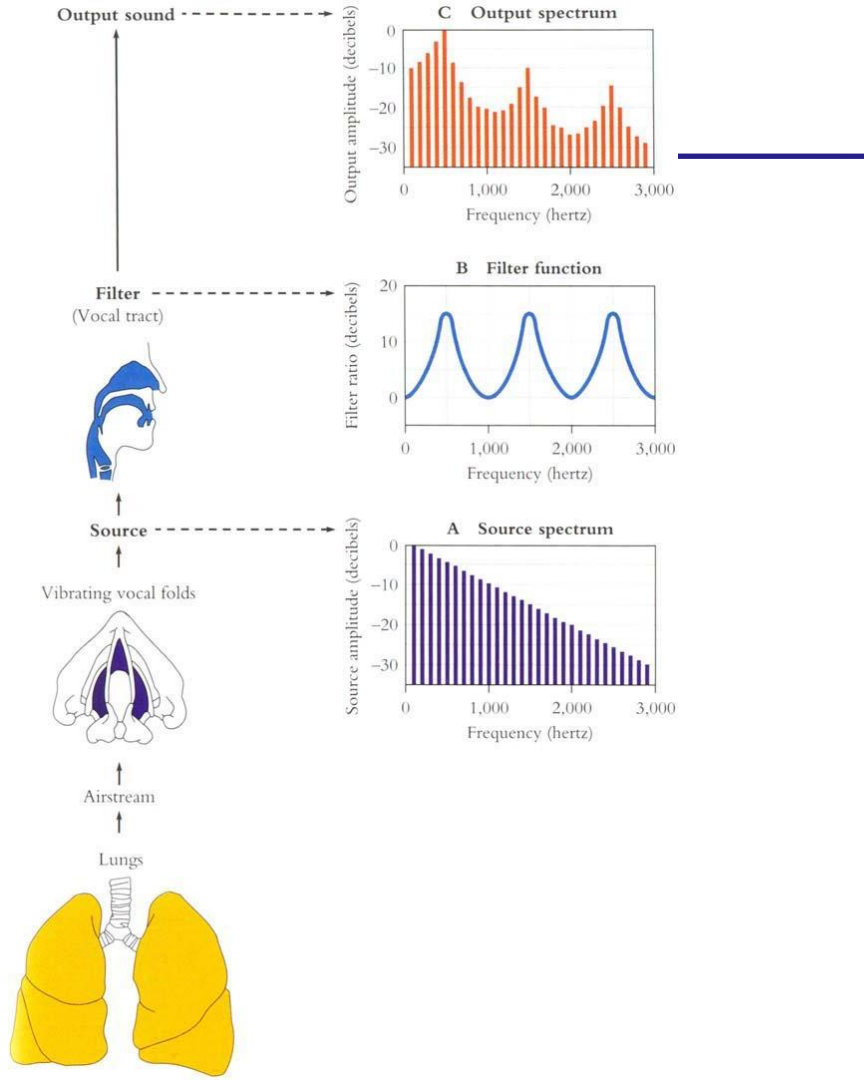 Output sound
C Output spectrum
Output amplitude (decibels)
0
−10
−20
−30
0 1,000 2,000 3,000
Frequency (hertz)
Filter
(Vocal tract)
B Filter function
Filter ratio (decibels)
20
10
0
0 1,000 2,000 3,000
Frequency (hertz)
Source
A Source spectrum
Source amplitude (decibels)
0
−10
−20
−30
0 1,000 2,000 3,000
Frequency (hertz)
Vibrating vocal folds
Airstream
Lungs